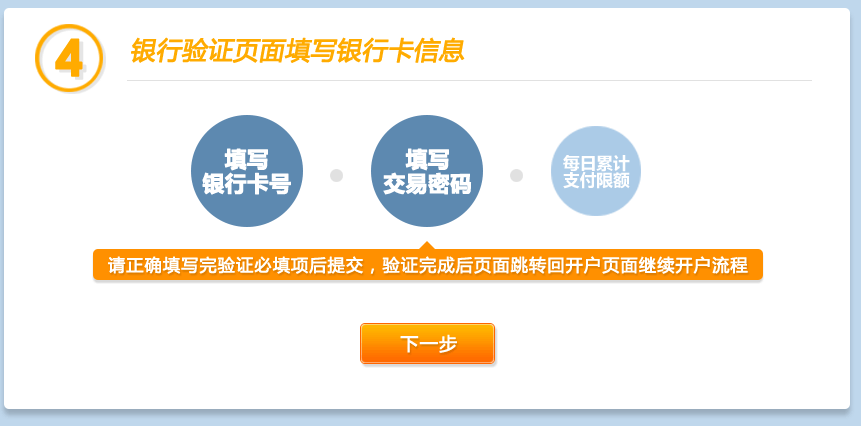 4
银行验证页面填写银行卡信息
填写
银行卡号
填写
交易密码
每日累计
支付限额
请正确填写完验证必填项后提交，验证完成后页面跳转回开户页面继续开户流程
下一步